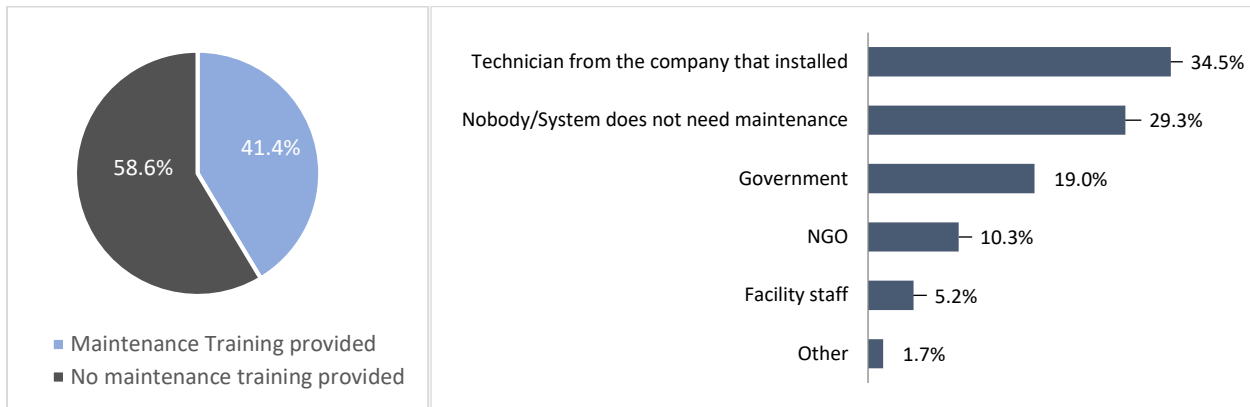 41.4%
58.6%
Maintenance Training provided
No maintenance training provided
Technician from the company that installed 34.5%
Nobody/System does not need maintenance 29.3%
Government 19.0%
NGO 10.3%
Facility staff 5.2%
Other 1.7%